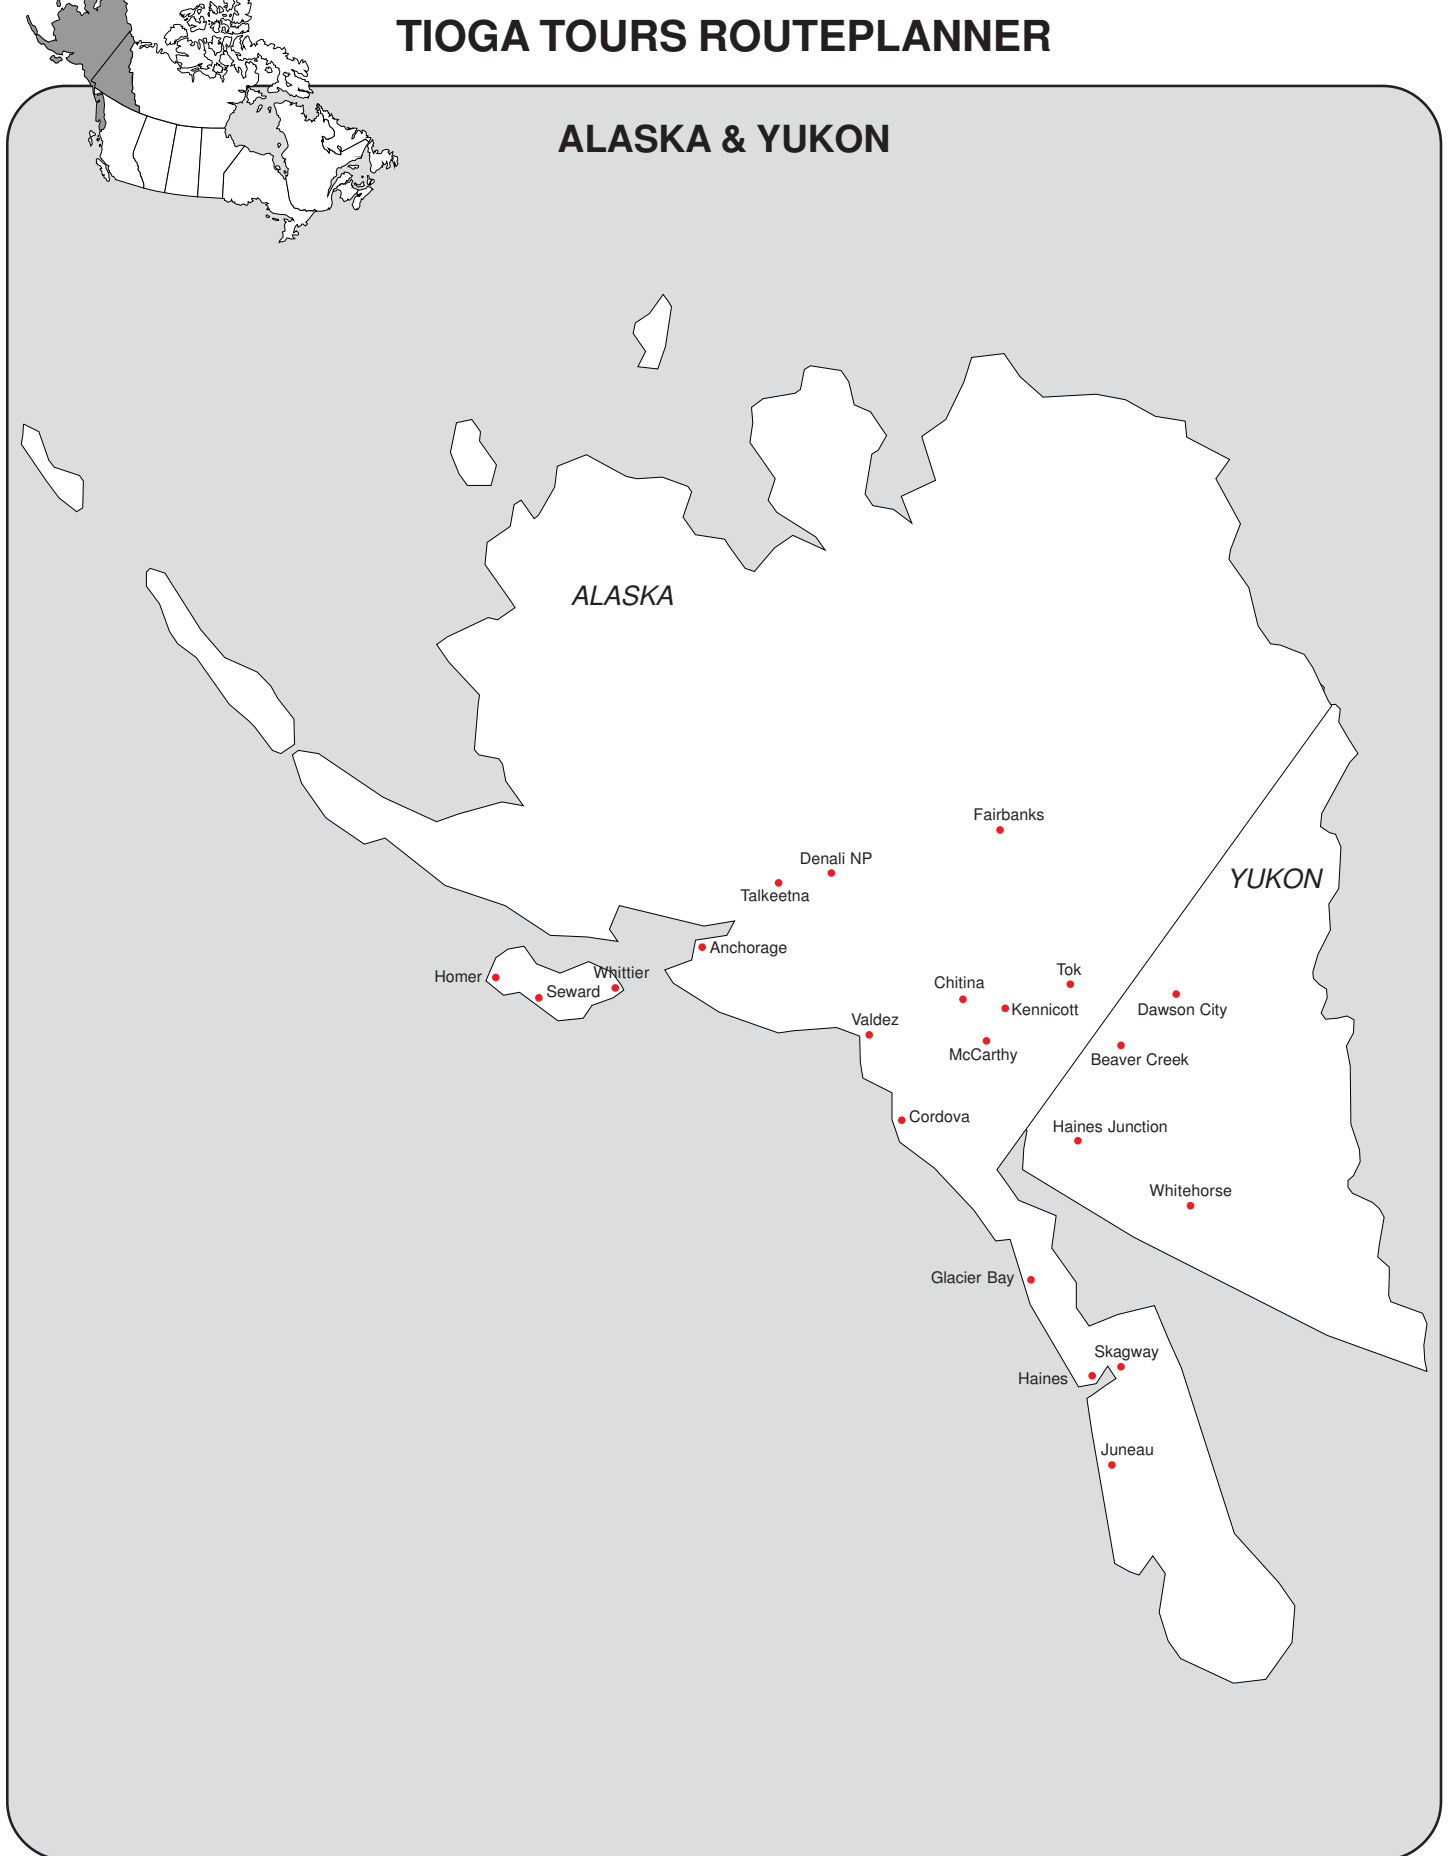 TIOGA TOURS ROUTEPLANNER
ALASKA & YUKON
ALASKA
Fairbanks
Denali NP
Talkeetna
YUKON
Anchorage
Homer
Whittier
Seward
Tok
Chitina
Kennicott
Dawson City
Valdez
McCarthy
Beaver Creek
Cordova
Haines Junction
Whitehorse
Glacier Bay
Skagway
Haines
Juneau